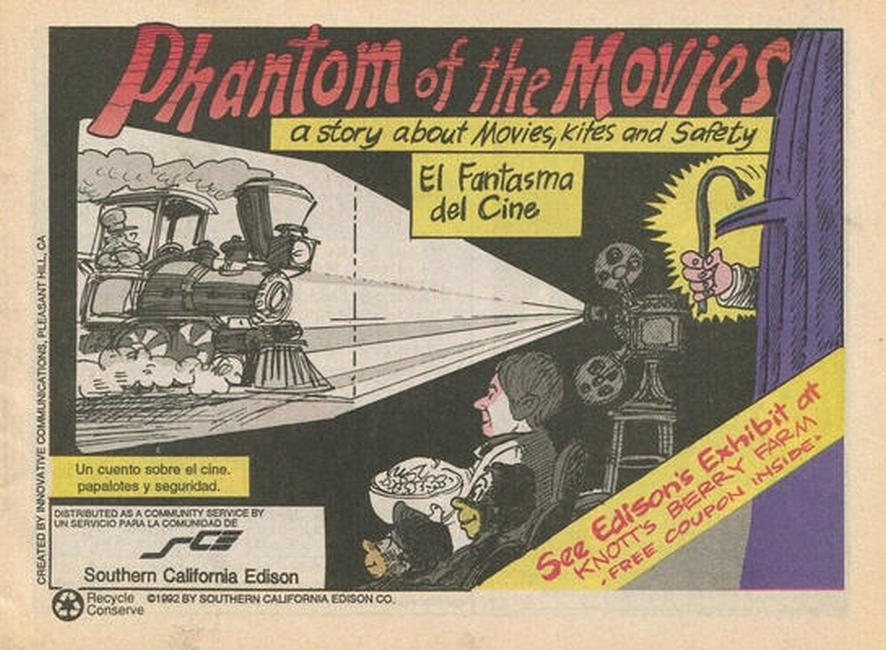 Phantom of the Movies
a story about Movies, Kites and Safety
El Fantasma
del Cine
Un cuento sobre el cine.
papalotes y seguridad.
DISTRIBUTED AS A COMMUNITY SERVICE BY
UN SERVICIO PARA LA COMUNIDAD DE
SCE
Southern California Edison
See Edison's Exhibit at
KNOTT'S BERRY FARM
.FREE COUPON INSIDE.
CREATED BY INNOVATIVE COMMUNICATIONS, PLEASANT HILL, CA
Recycle
Conserve
©1992 BY SOUTHERN CALIFORNIA EDISON CO.